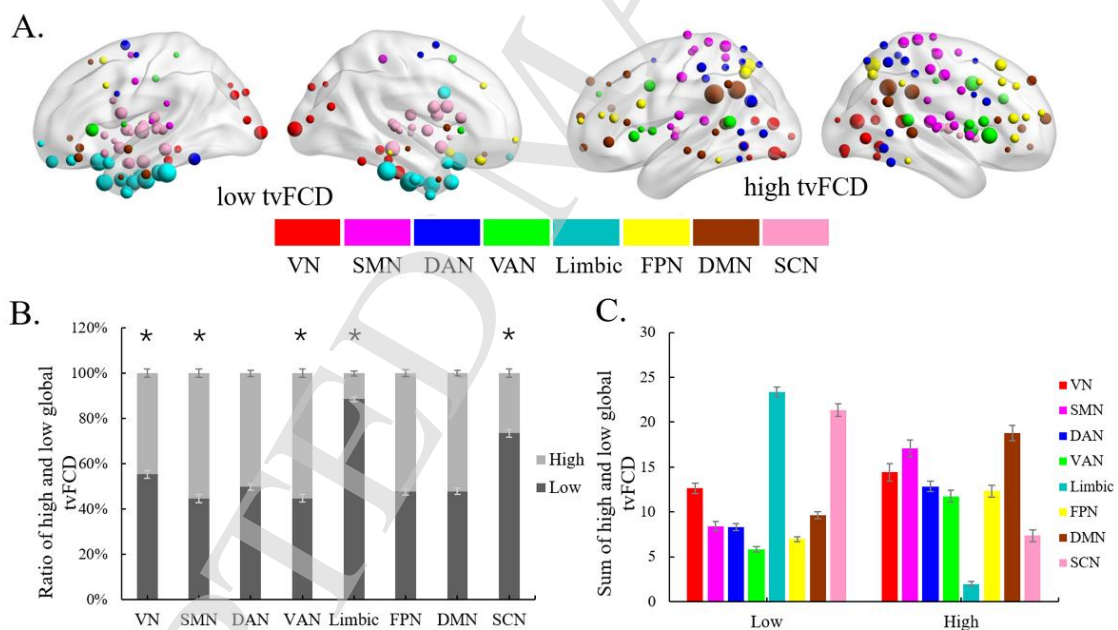 A.
low tvFCD
high tvFCD
VN SMN DAN VAN Limbic FPN DMN SCN
B.
Ratio of high and low global
tvFCD
120%
100%
80%
60%
40%
20%
0%
* * * * *
High
Low
VN SMN DAN VAN Limbic FPN DMN SCN
C.
Sum of high and low global
tvFCD
30
25
20
15
10
5
0
Low High
VN
SMN
DAN
VAN
Limbic
FPN
DMN
SCN
PTED MA